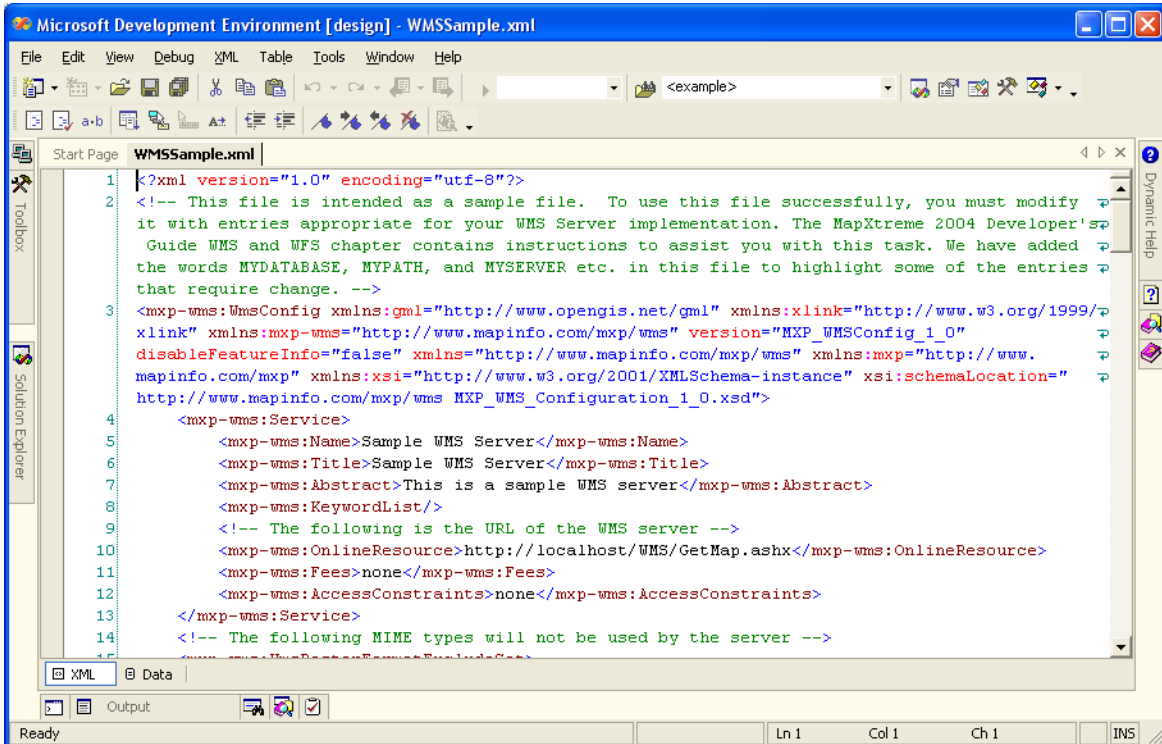 Microsoft Development Environment [design] - WMSSample.xml
File Edit View Debug XML Table Tools Window Help
<example>
a•b
Start Page WMSSample.xml
Toolbox
Solution Explorer
Dynamic Help
1 <?xml version="1.0" encoding="utf-8"?>
2 <!-- This file is intended as a sample file.  To use this file successfully, you must modify
it with entries appropriate for your WMS Server implementation. The MapXtreme 2004 Developer's
Guide WMS and WFS chapter contains instructions to assist you with this task. We have added
the words MYDATABASE, MYPATH, and MYSERVER etc. in this file to highlight some of the entries
that require change. -->
3 <mxp-wms:WmsConfig xmlns:gml="http://www.opengis.net/gml" xmlns:xlink="http://www.w3.org/1999/
xlink" xmlns:mxp-wms="http://www.mapinfo.com/mxp/wms" version="MXP_WMSConfig_1_0"
disableFeatureInfo="false" xmlns="http://www.mapinfo.com/mxp/wms" xmlns:mxp="http://www.
mapinfo.com/mxp" xmlns:xsi="http://www.w3.org/2001/XMLSchema-instance" xsi:schemaLocation="
http://www.mapinfo.com/mxp/wms MXP_WMS_Configuration_1_0.xsd">
4 <mxp-wms:Service>
5 <mxp-wms:Name>Sample WMS Server</mxp-wms:Name>
6 <mxp-wms:Title>Sample WMS Server</mxp-wms:Title>
7 <mxp-wms:Abstract>This is a sample WMS server</mxp-wms:Abstract>
8 <mxp-wms:KeywordList/>
9 <!-- The following is the URL of the WMS server -->
10 <mxp-wms:OnlineResource>http://localhost/WMS/GetMap.ashx</mxp-wms:OnlineResource>
11 <mxp-wms:Fees>none</mxp-wms:Fees>
12 <mxp-wms:AccessConstraints>none</mxp-wms:AccessConstraints>
13 </mxp-wms:Service>
14 <!-- The following MIME types will not be used by the server -->
XML Data
Output
Ready Ln 1 Col 1 Ch 1 INS